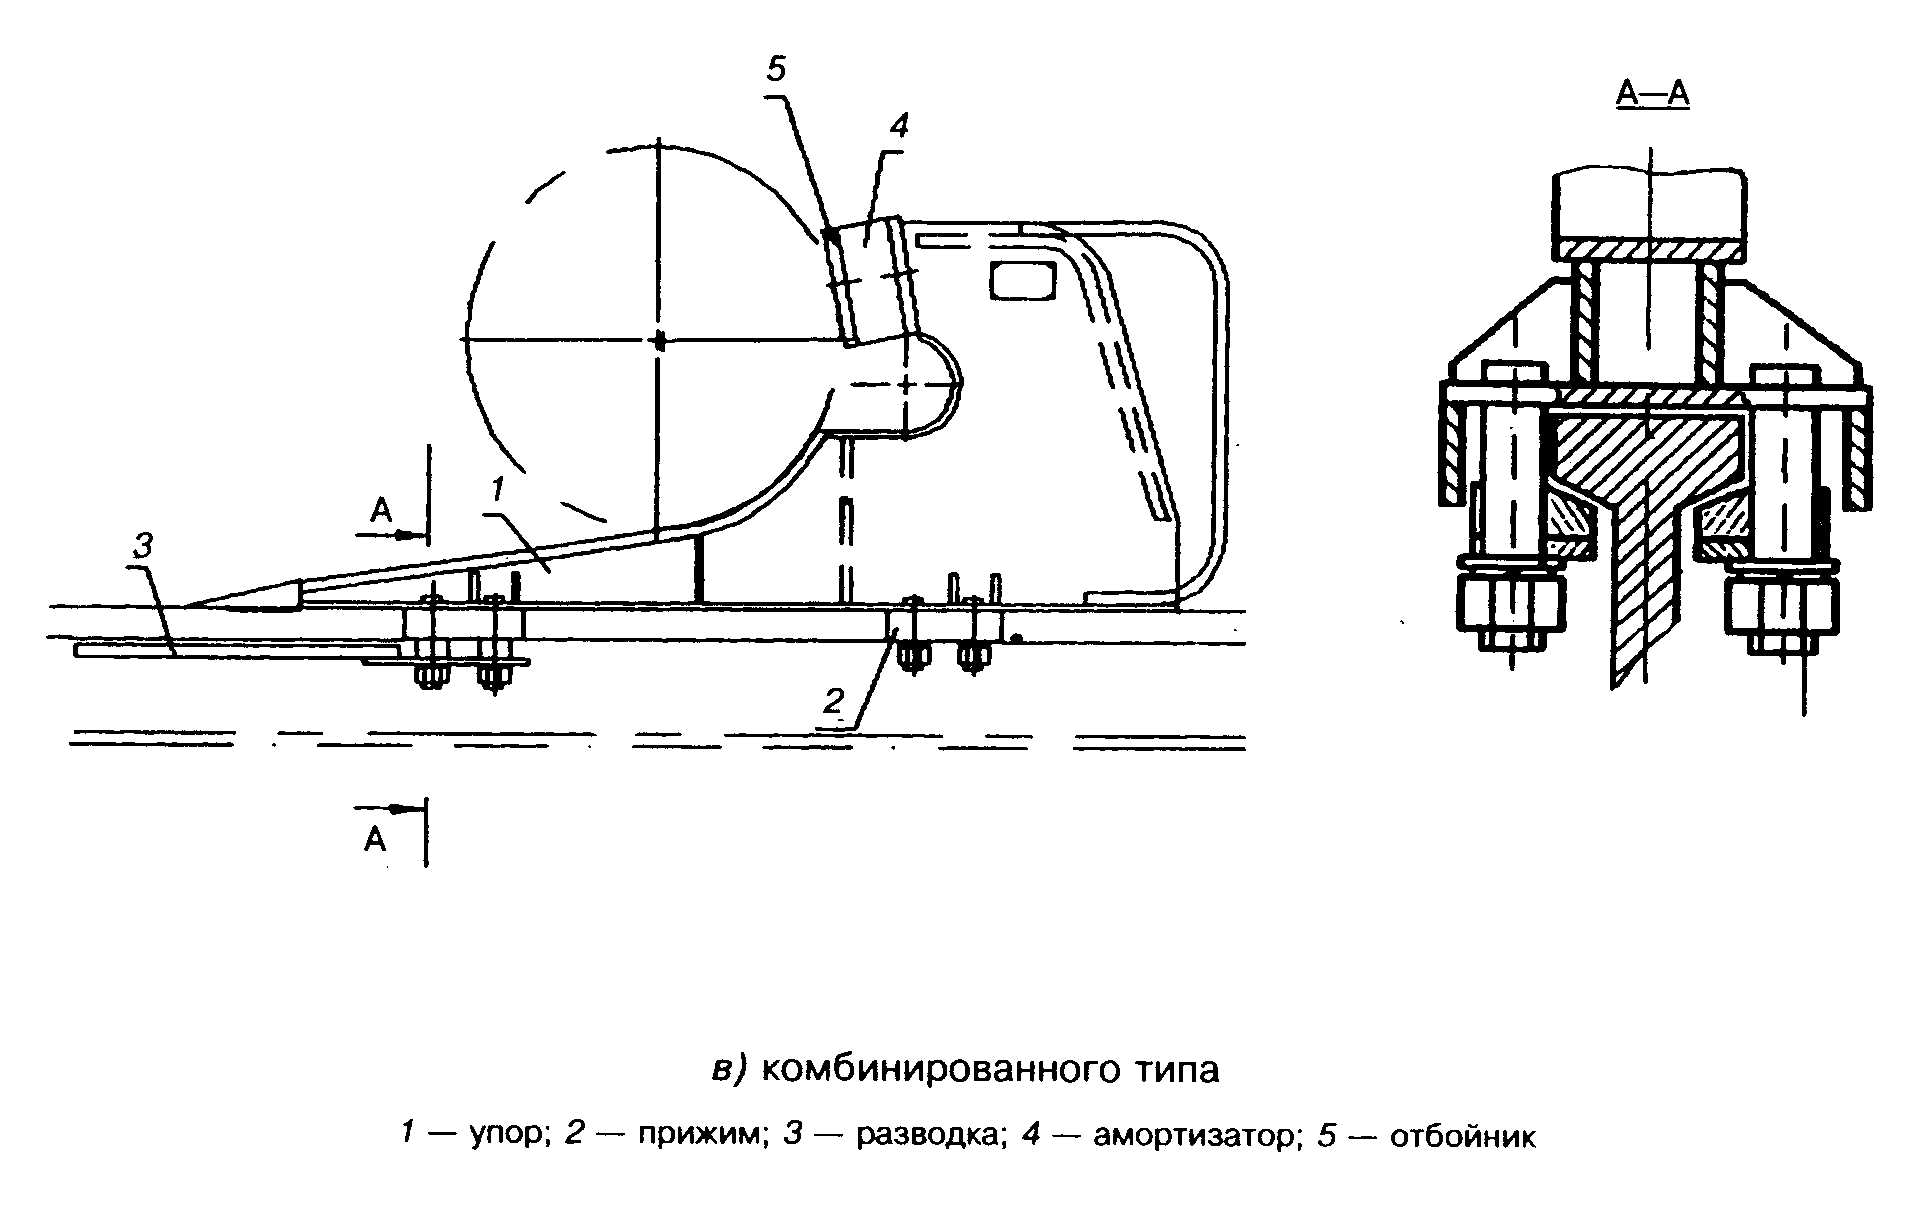 5
4
А—А
1
А
3
2
А
в) комбинированного типа
1 — упор; 2 — прижим; 3 — разводка; 4 — амортизатор; 5 — отбойник